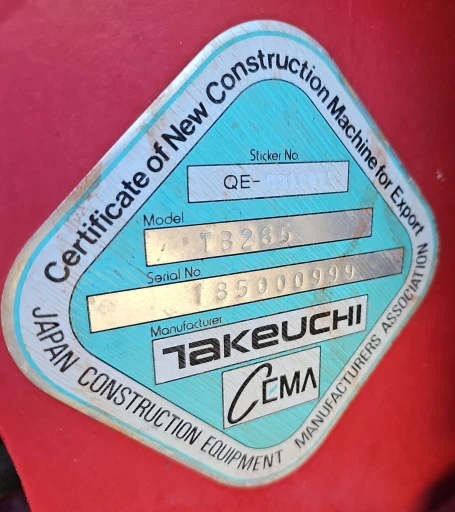 Certificate of New Construction Machine for Export
Sticker No.
QE-
Model
TB285
Serial No.
185000999
Manufacturer
TAKEUCHI
CEMA
JAPAN CONSTRUCTION EQUIPMENT MANUFACTURERS ASSOCIATION